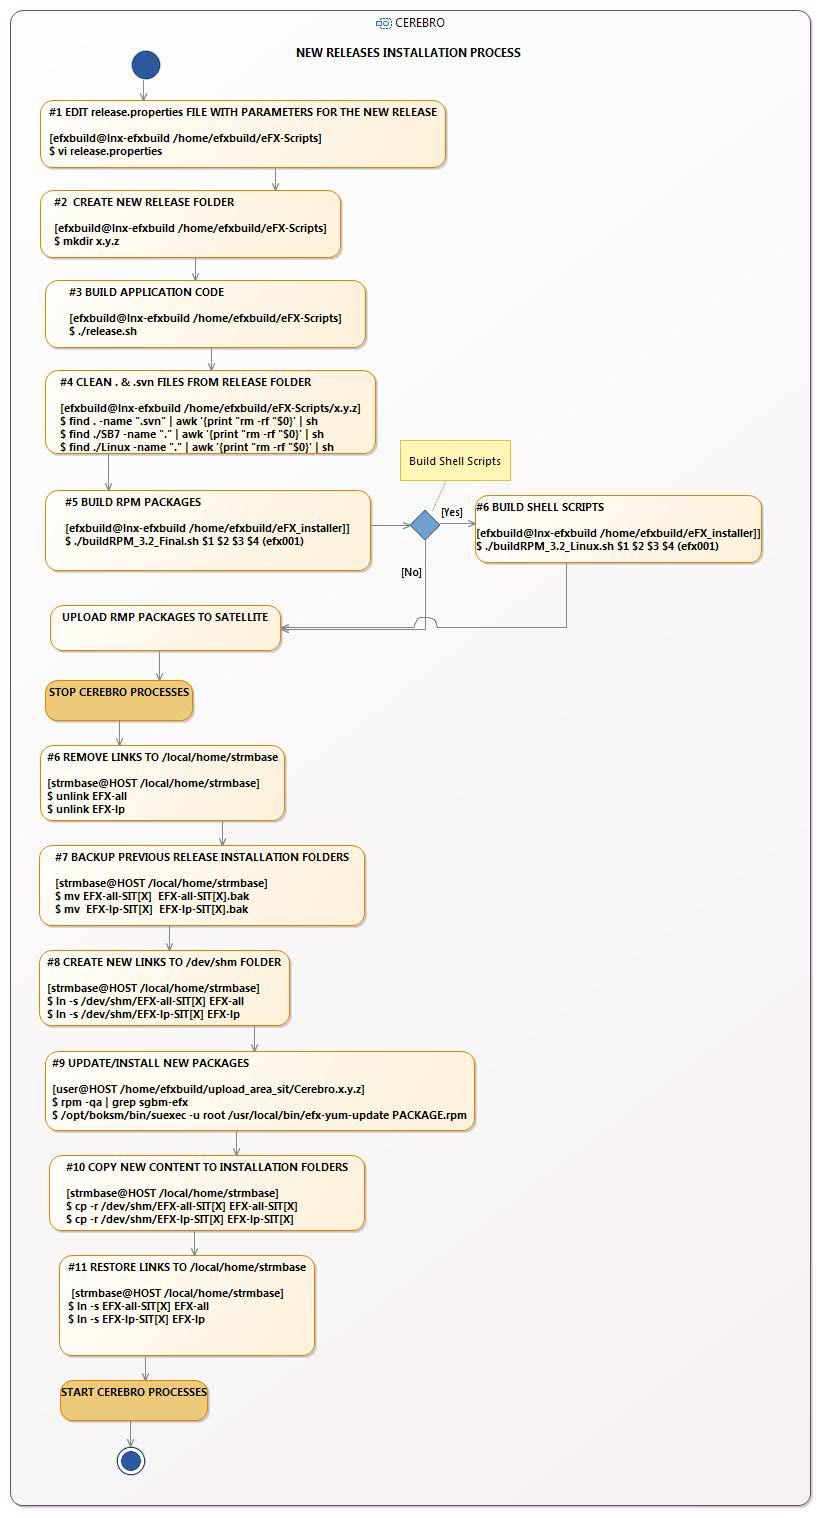 CEREBRO
NEW RELEASES INSTALLATION PROCESS
#1 EDIT release.properties FILE WITH PARAMETERS FOR THE NEW RELEASE
[efxbuild@lnx-efxbuild /home/efxbuild/eFX-Scripts]
$ vi release.properties
#2  CREATE NEW RELEASE FOLDER
[efxbuild@lnx-efxbuild /home/efxbuild/eFX-Scripts]
$ mkdir x.y.z
#3 BUILD APPLICATION CODE
[efxbuild@lnx-efxbuild /home/efxbuild/eFX-Scripts]
$ ./release.sh
#4 CLEAN . & .svn FILES FROM RELEASE FOLDER
[efxbuild@lnx-efxbuild /home/efxbuild/eFX-Scripts/x.y.z]
$ find . -name ".svn" | awk '{print "rm -rf "$0}' | sh
$ find ./SB7 -name "." | awk '{print "rm -rf "$0}' | sh
$ find ./Linux -name "." | awk '{print "rm -rf "$0}' | sh
Build Shell Scripts
#5 BUILD RPM PACKAGES
[efxbuild@lnx-efxbuild /home/efxbuild/eFX_installer]]
$ ./buildRPM_3.2_Final.sh $1 $2 $3 $4 (efx001)
[Yes]
#6 BUILD SHELL SCRIPTS
[efxbuild@lnx-efxbuild /home/efxbuild/eFX_installer]]
$ ./buildRPM_3.2_Linux.sh $1 $2 $3 $4 (efx001)
[No]
UPLOAD RMP PACKAGES TO SATELLITE
STOP CEREBRO PROCESSES
#6 REMOVE LINKS TO /local/home/strmbase
[strmbase@HOST /local/home/strmbase]
$ unlink EFX-all
$ unlink EFX-lp
#7 BACKUP PREVIOUS RELEASE INSTALLATION FOLDERS
[strmbase@HOST /local/home/strmbase]
$ mv EFX-all-SIT[X]  EFX-all-SIT[X].bak
$ mv  EFX-lp-SIT[X]  EFX-lp-SIT[X].bak
#8 CREATE NEW LINKS TO /dev/shm FOLDER
[strmbase@HOST /local/home/strmbase]
$ ln -s /dev/shm/EFX-all-SIT[X] EFX-all
$ ln -s /dev/shm/EFX-lp-SIT[X] EFX-lp
#9 UPDATE/INSTALL NEW PACKAGES
[user@HOST /home/efxbuild/upload_area_sit/Cerebro.x.y.z]
$ rpm -qa | grep sgbm-efx
$ /opt/boksm/bin/suexec -u root /usr/local/bin/efx-yum-update PACKAGE.rpm
#10 COPY NEW CONTENT TO INSTALLATION FOLDERS
[strmbase@HOST /local/home/strmbase]
$ cp -r /dev/shm/EFX-all-SIT[X] EFX-all-SIT[X]
$ cp -r /dev/shm/EFX-lp-SIT[X] EFX-lp-SIT[X]
#11 RESTORE LINKS TO /local/home/strmbase
[strmbase@HOST /local/home/strmbase]
$ ln -s EFX-all-SIT[X] EFX-all
$ ln -s EFX-lp-SIT[X] EFX-lp
START CEREBRO PROCESSES